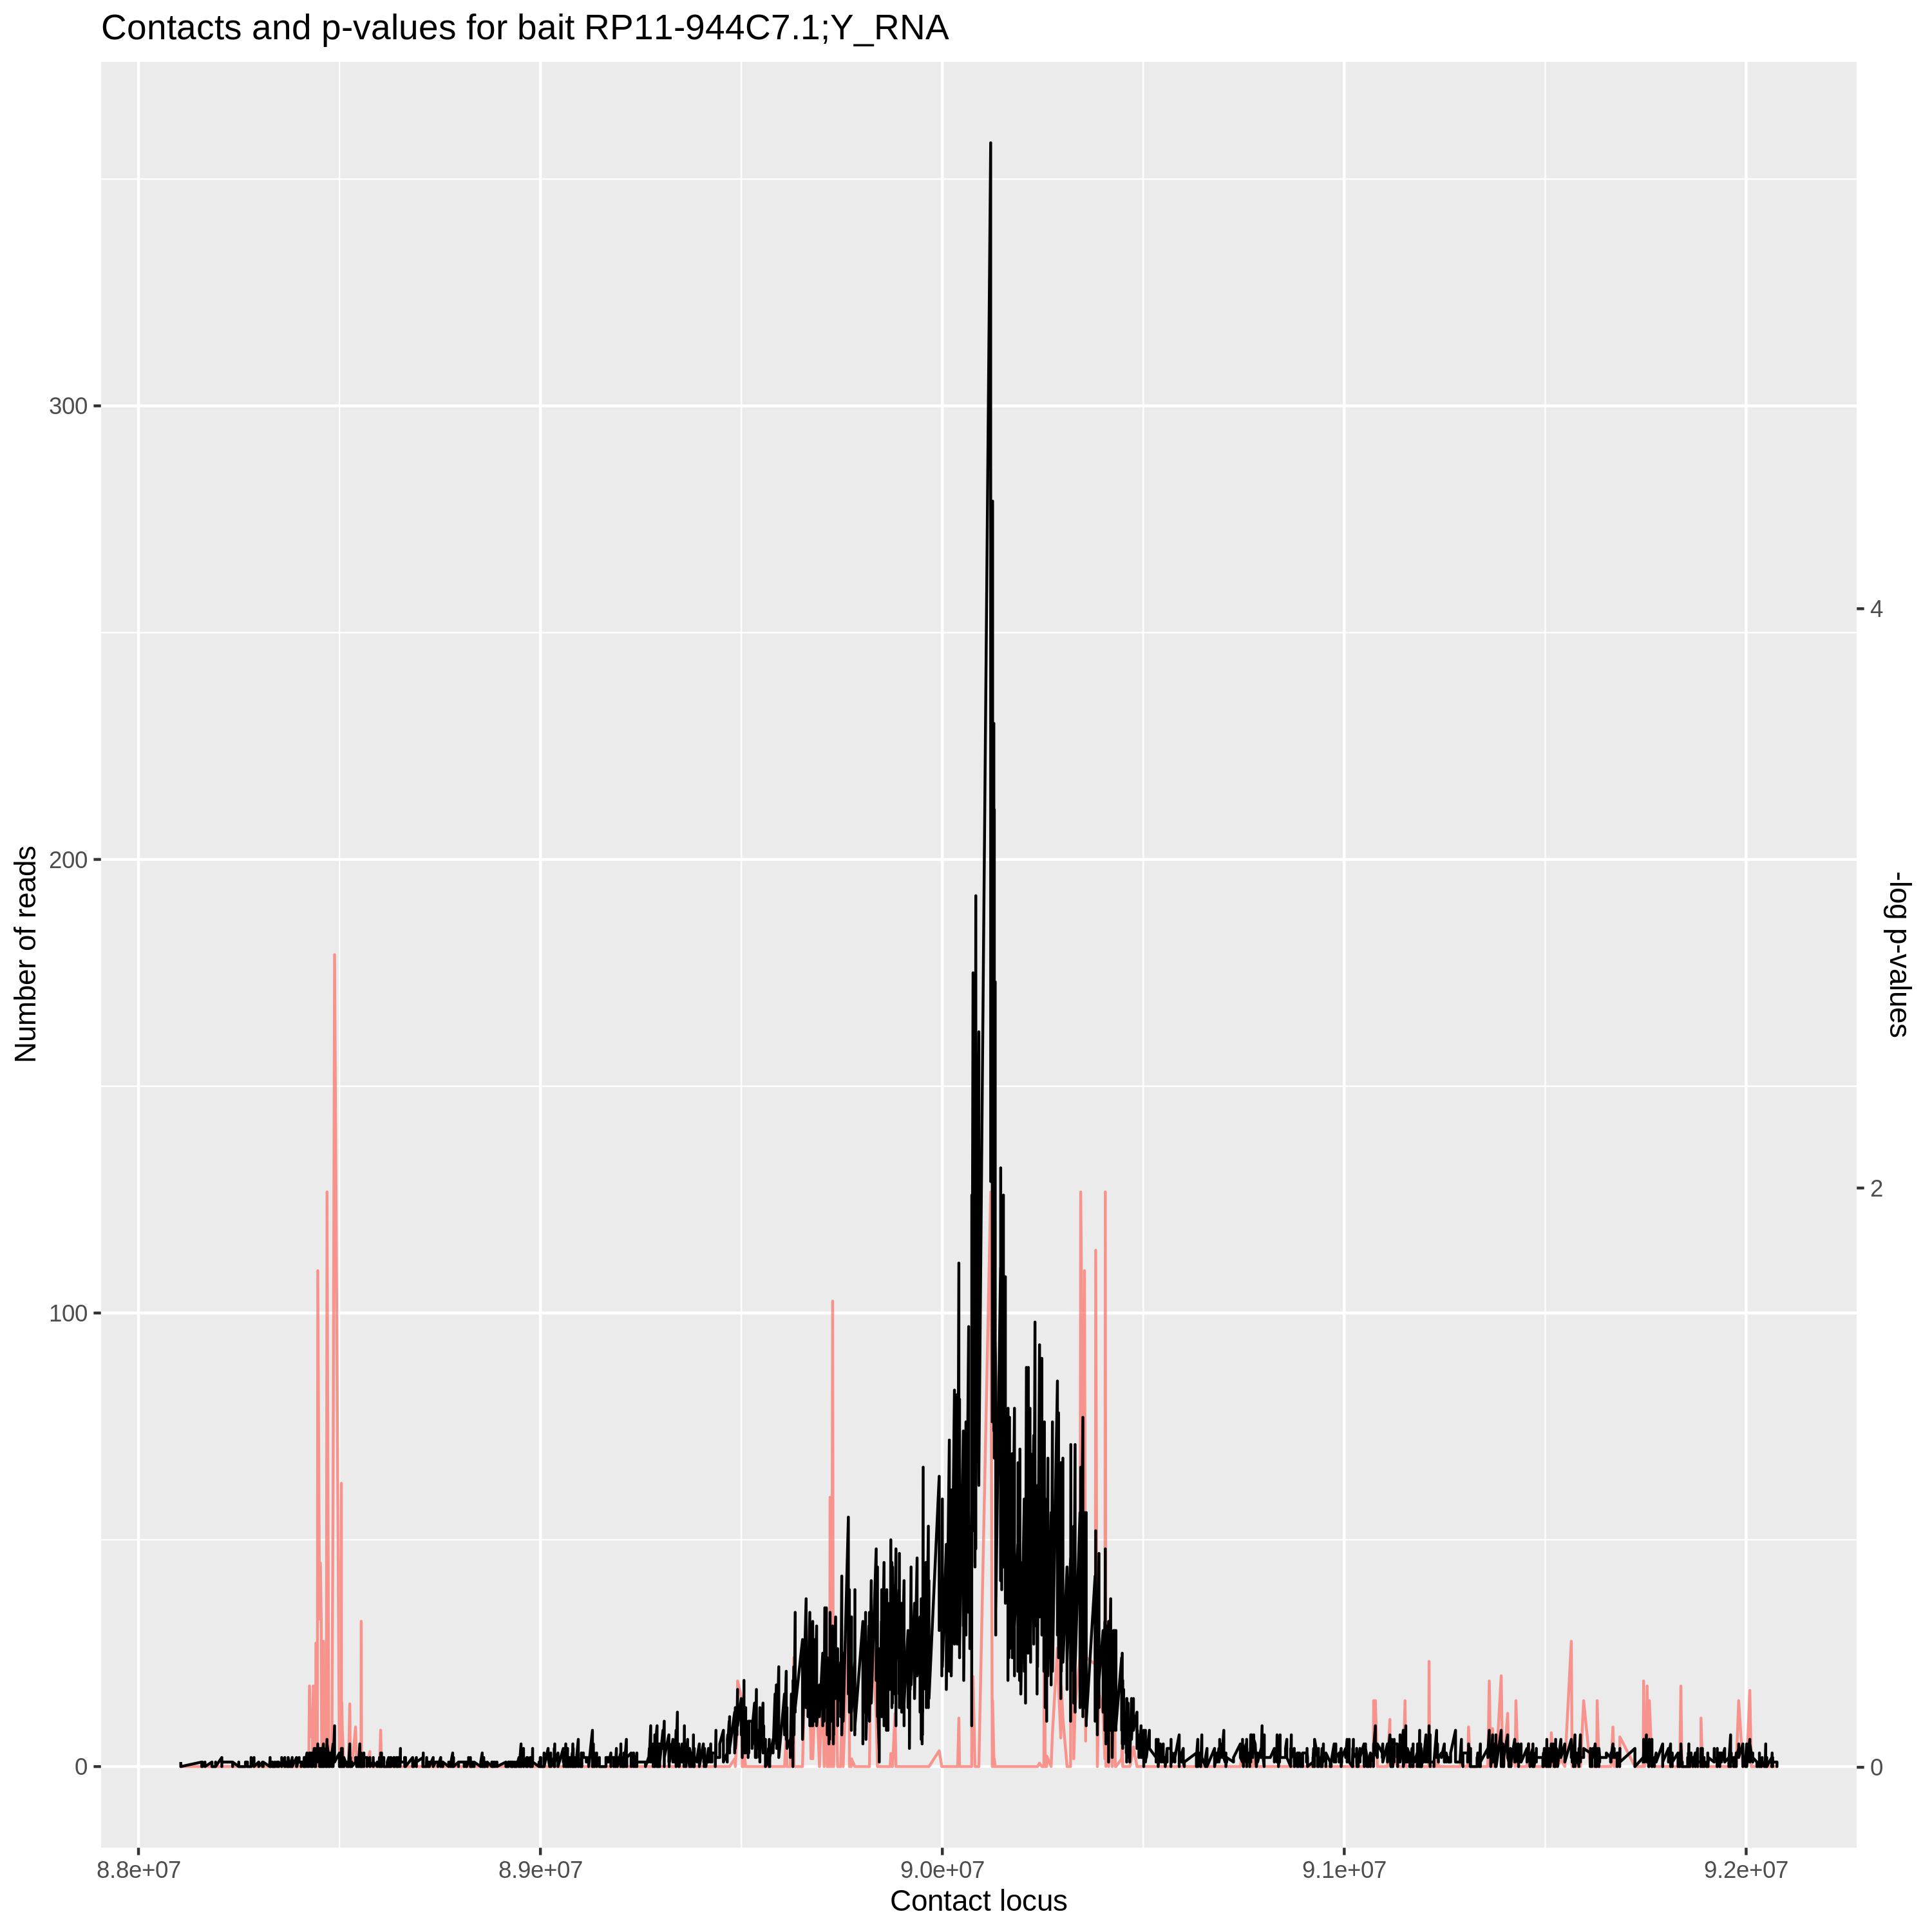 Contacts and p-values for bait RP11-944C7.1;Y_RNA
Number of reads
300
200
100
0
4
2
0
-log p-values
8.8e+07
8.9e+07
9.0e+07
9.1e+07
9.2e+07
Contact locus